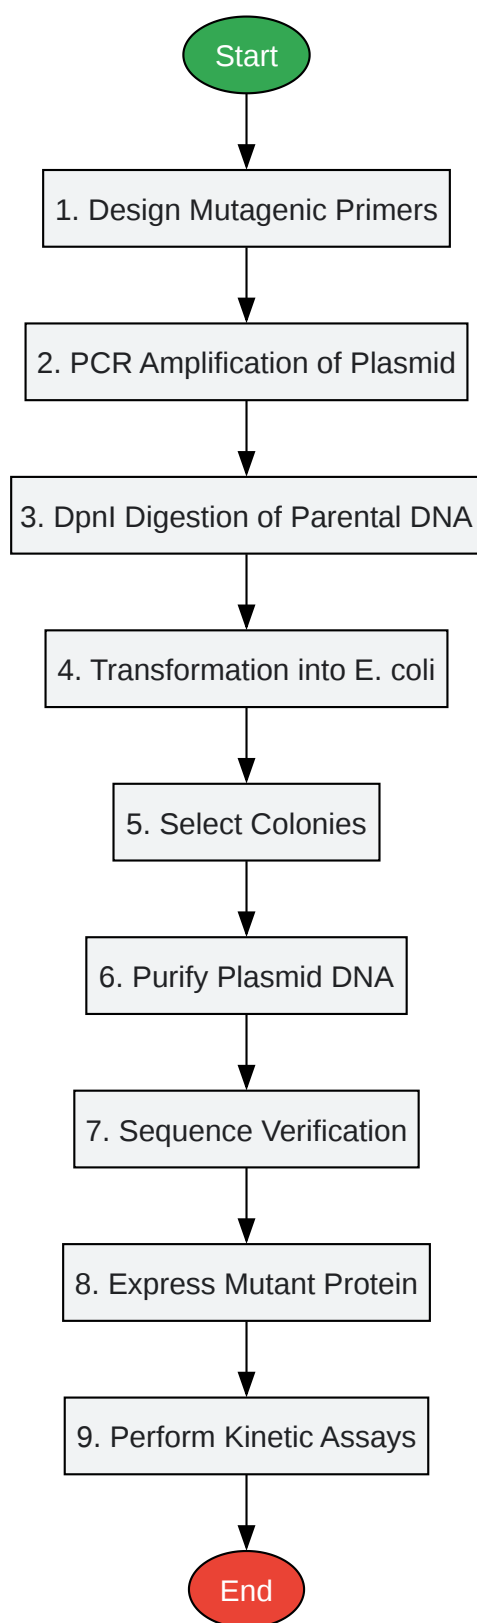 Start
1. Design Mutagenic Primers
2. PCR Amplification of Plasmid
3. DpnI Digestion of Parental DNA
4. Transformation into E. coli
5. Select Colonies
6. Purify Plasmid DNA
7. Sequence Verification
8. Express Mutant Protein
9. Perform Kinetic Assays
End